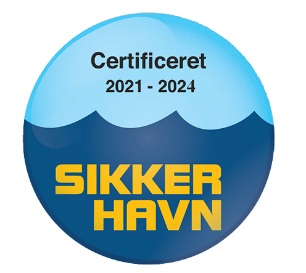 Certificeret
2021 - 2024
SIKKER
HAVN